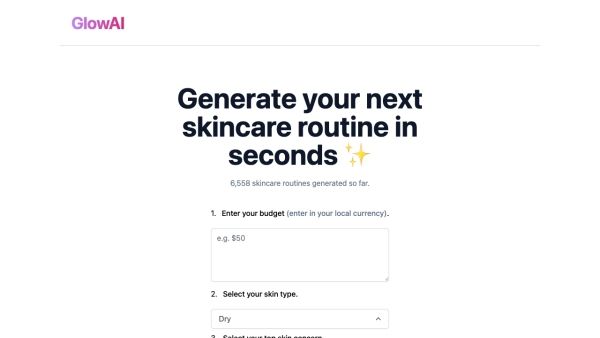 GlowAI
Generate your next
skincare routine in
seconds ✨
6,558 skincare routines generated so far.
1. Enter your budget (enter in your local currency).
e.g. $50
2. Select your skin type.
Dry
3. Select your top skin concern.